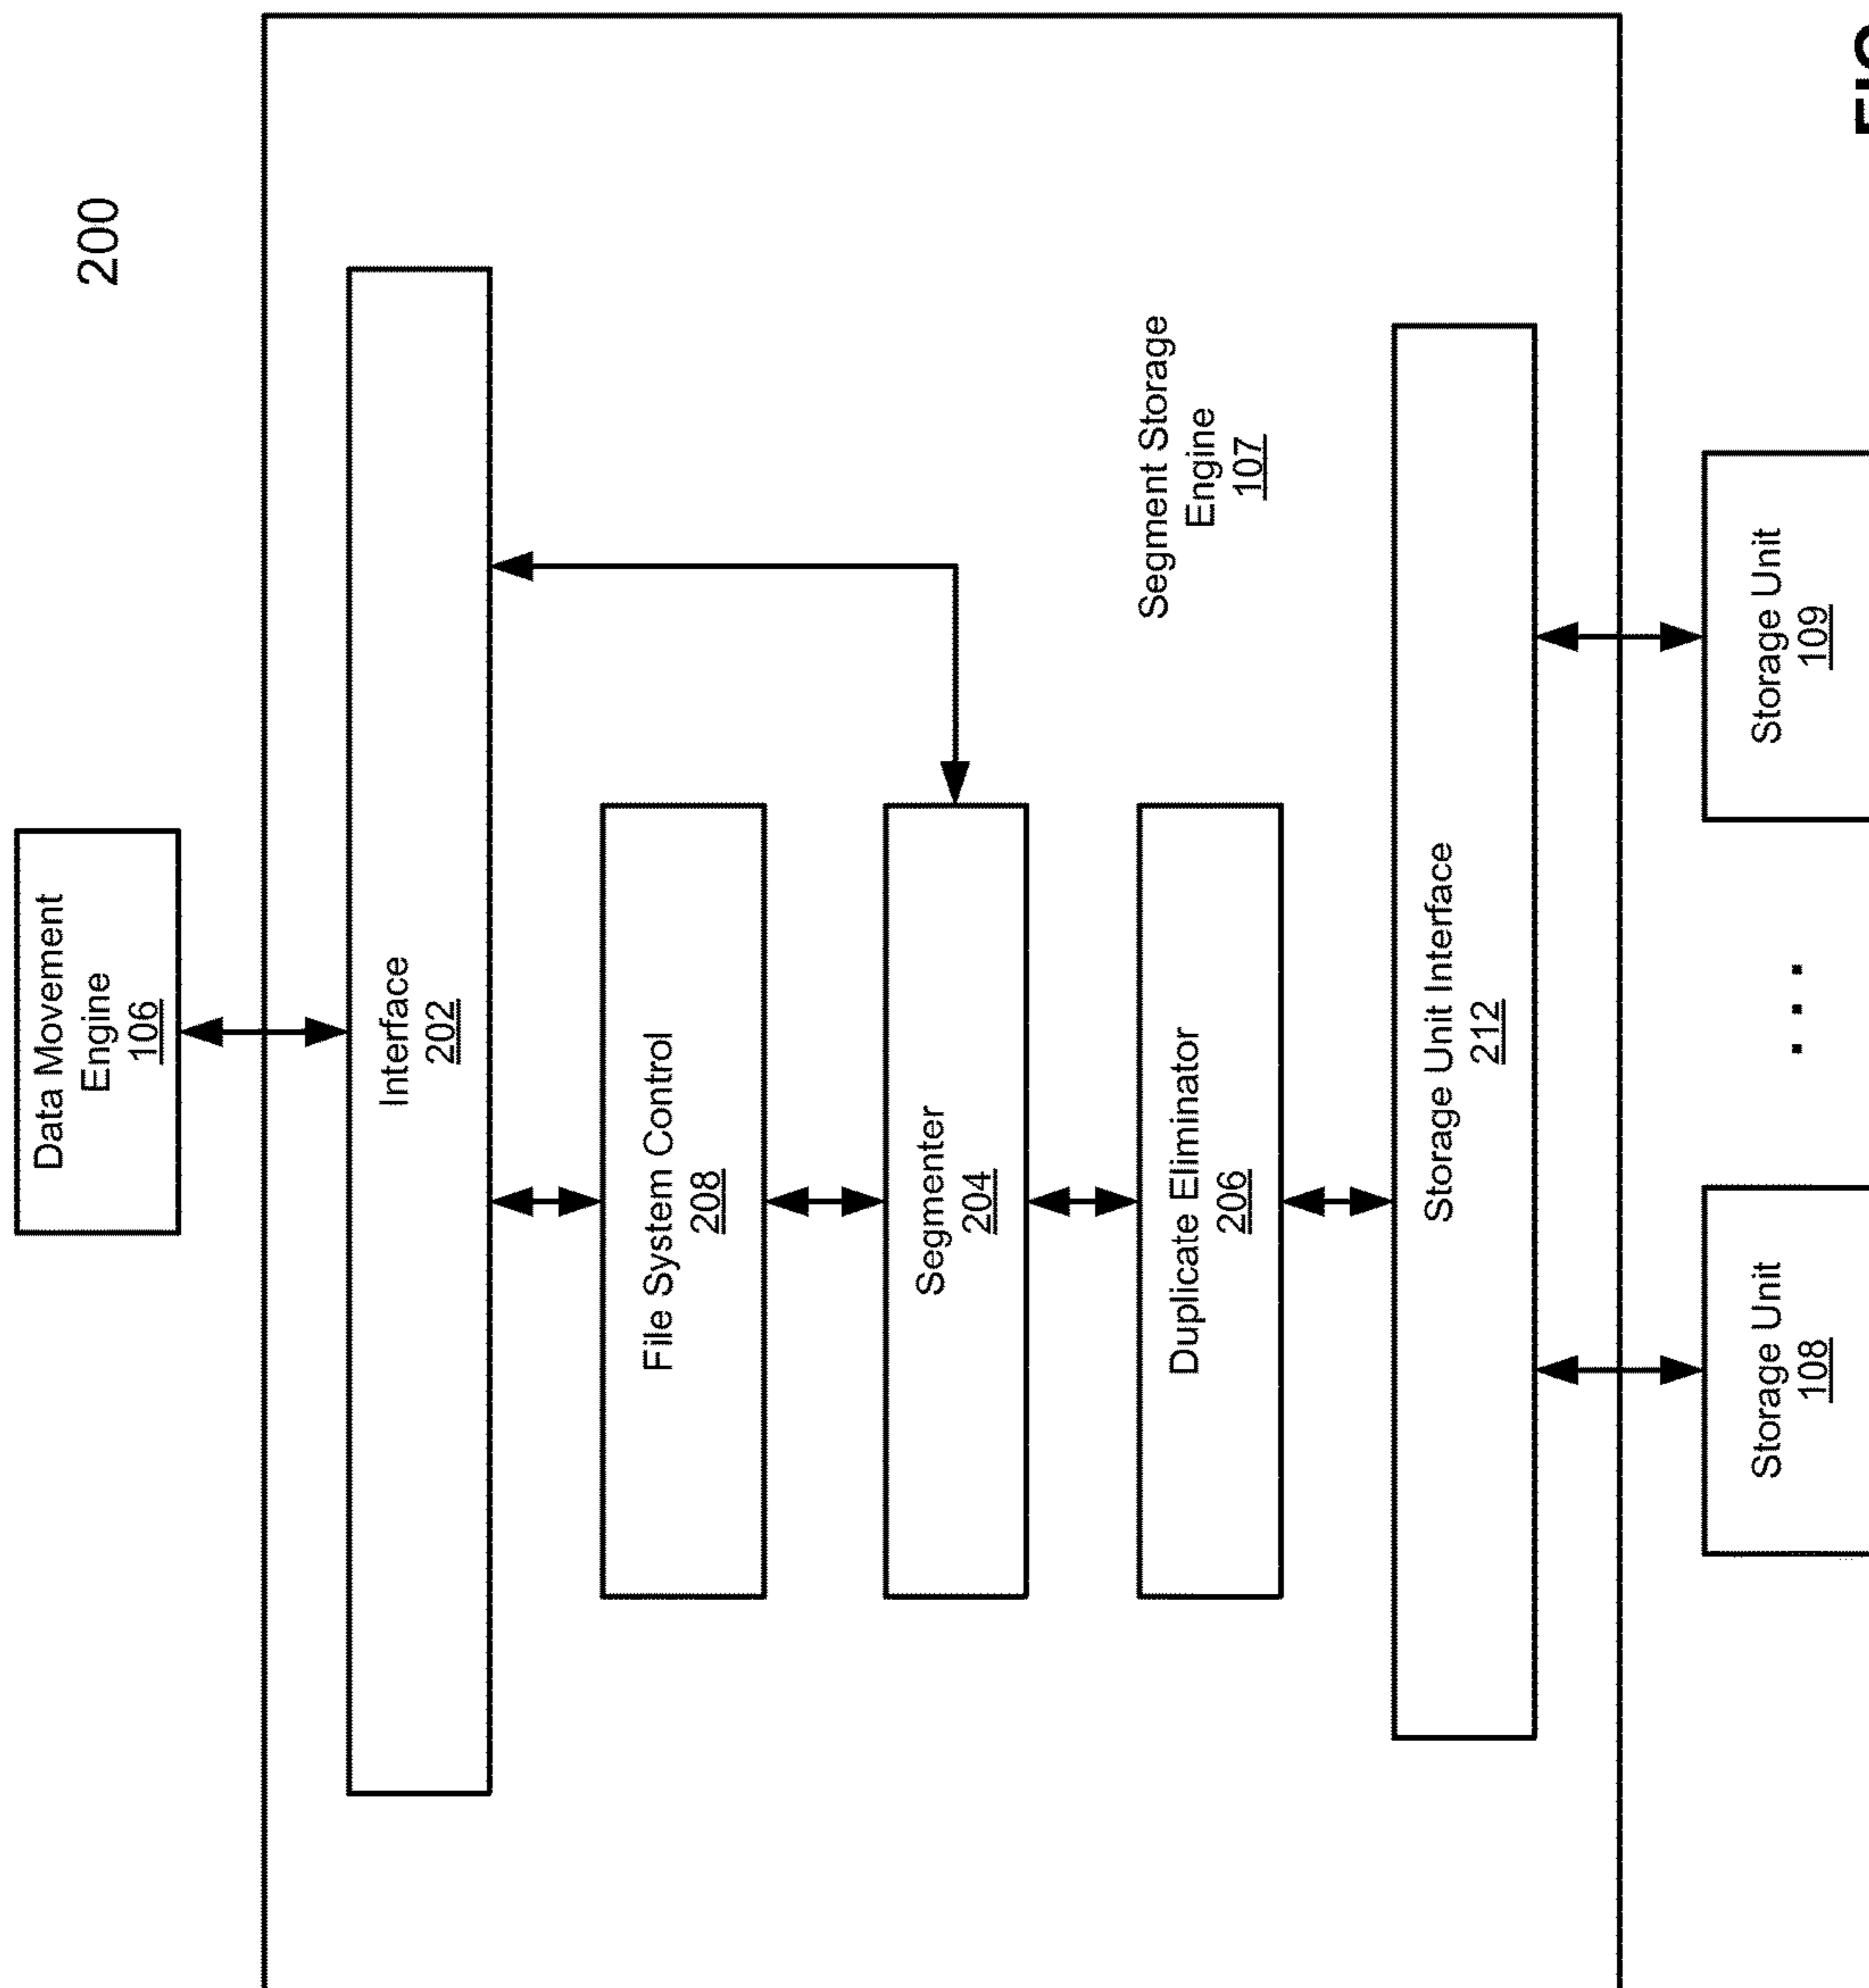 200
Data Movement
Engine
106
Interface
202
File System Control
208
Segmenter
204
Duplicate Eliminator
206
Segment Storage
Engine
107
Storage Unit Interface
212
Storage Unit
108
. . .
Storage Unit
109